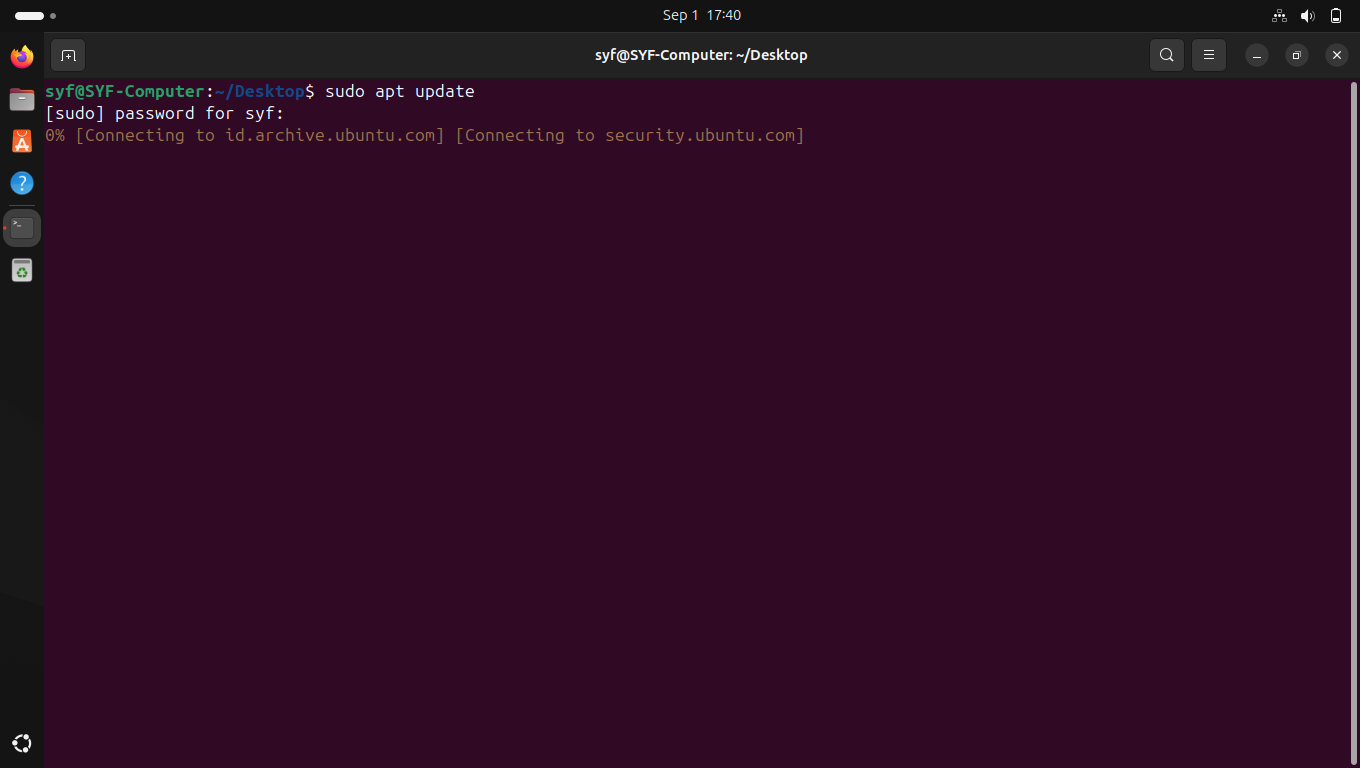 Sep 1 17:40
syf@SYF-Computer: ~/Desktop
syf@SYF-Computer:~/Desktop$ sudo apt update
[sudo] password for syf:
0% [Connecting to id.archive.ubuntu.com] [Connecting to security.ubuntu.com]